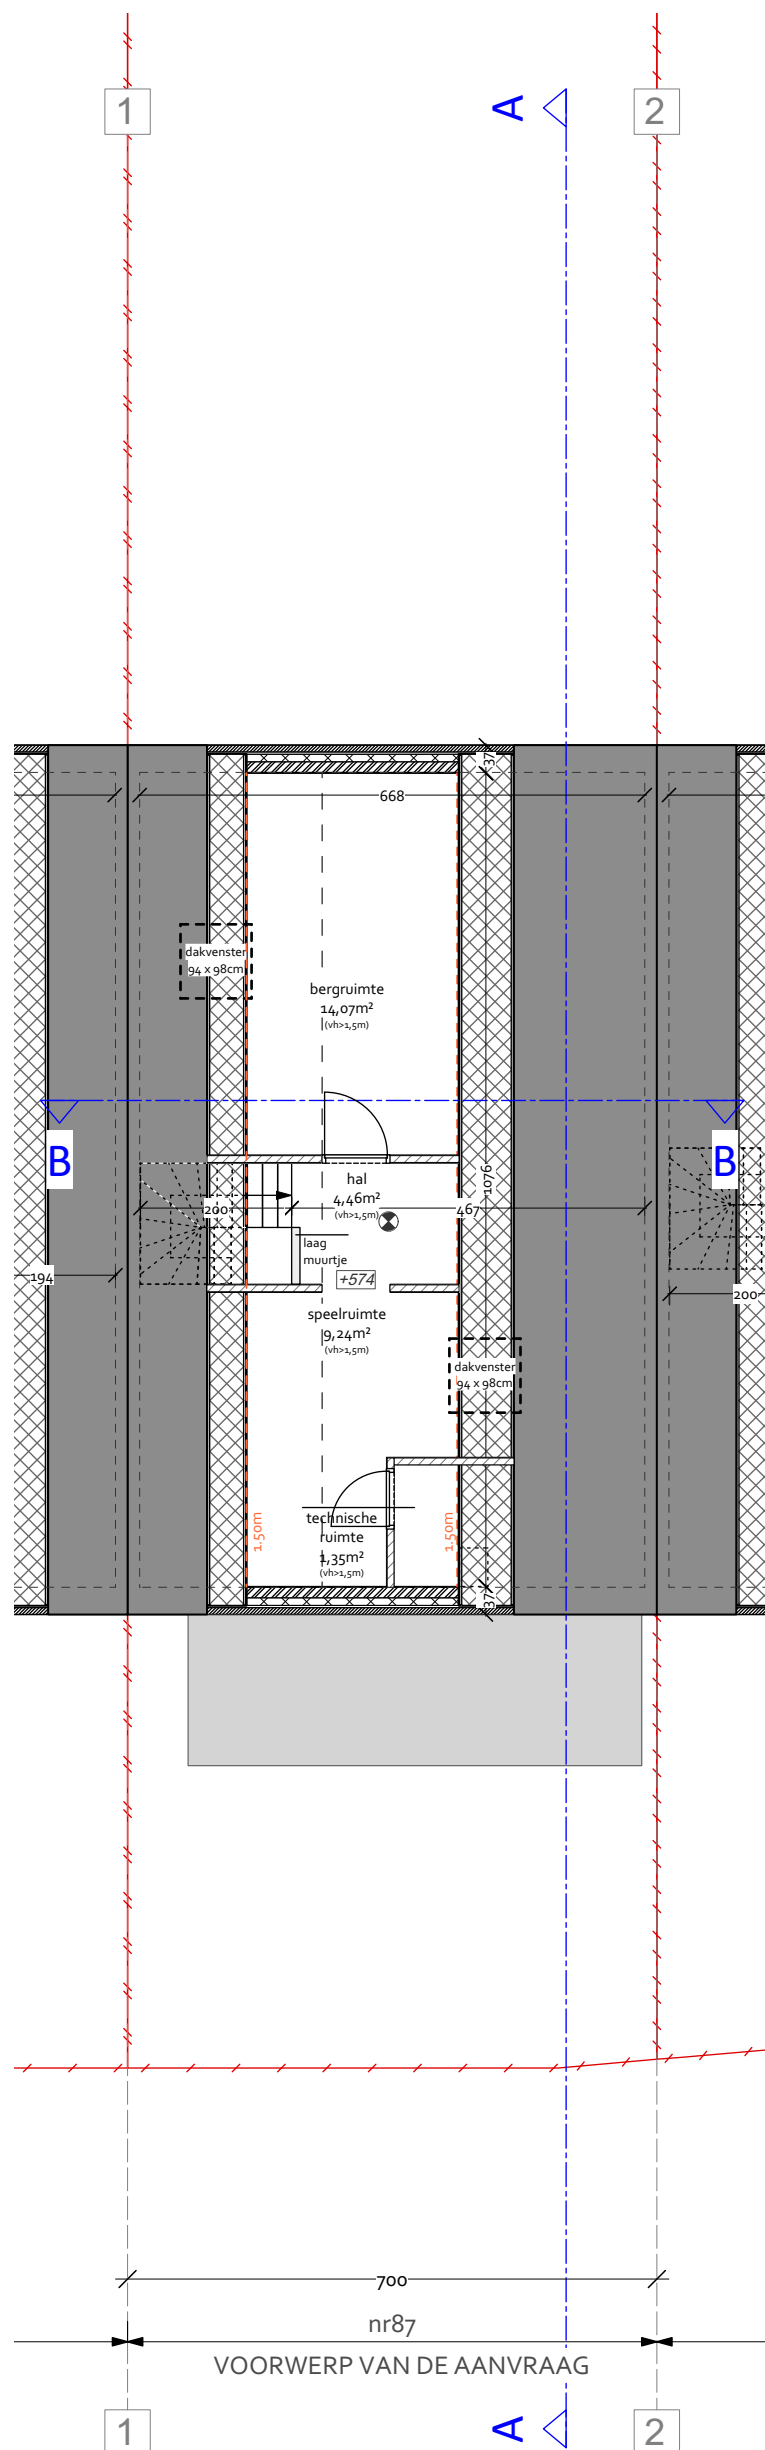 1
A
2
37
668
dakvenster
94 x 98cm
bergruimte
14,07m²
(vh>1,5m)
B
B
hal
4,46m²
(vh>1,5m)
1076
200
467
laag
muurtje
194
+574
200
speelruimte
9,24m²
(vh>1,5m)
dakvenster
94 x 98cm
1.50m
1.50m
technische
ruimte
1,35m²
(vh>1,5m)
37
700
nr87
VOORWERP VAN DE AANVRAAG
1
A
2